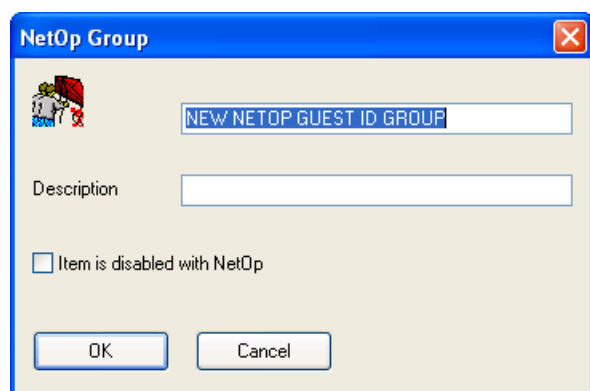 NetOp Group
NEW NETOP GUEST ID GROUP
Description
Item is disabled with NetOp
OK Cancel